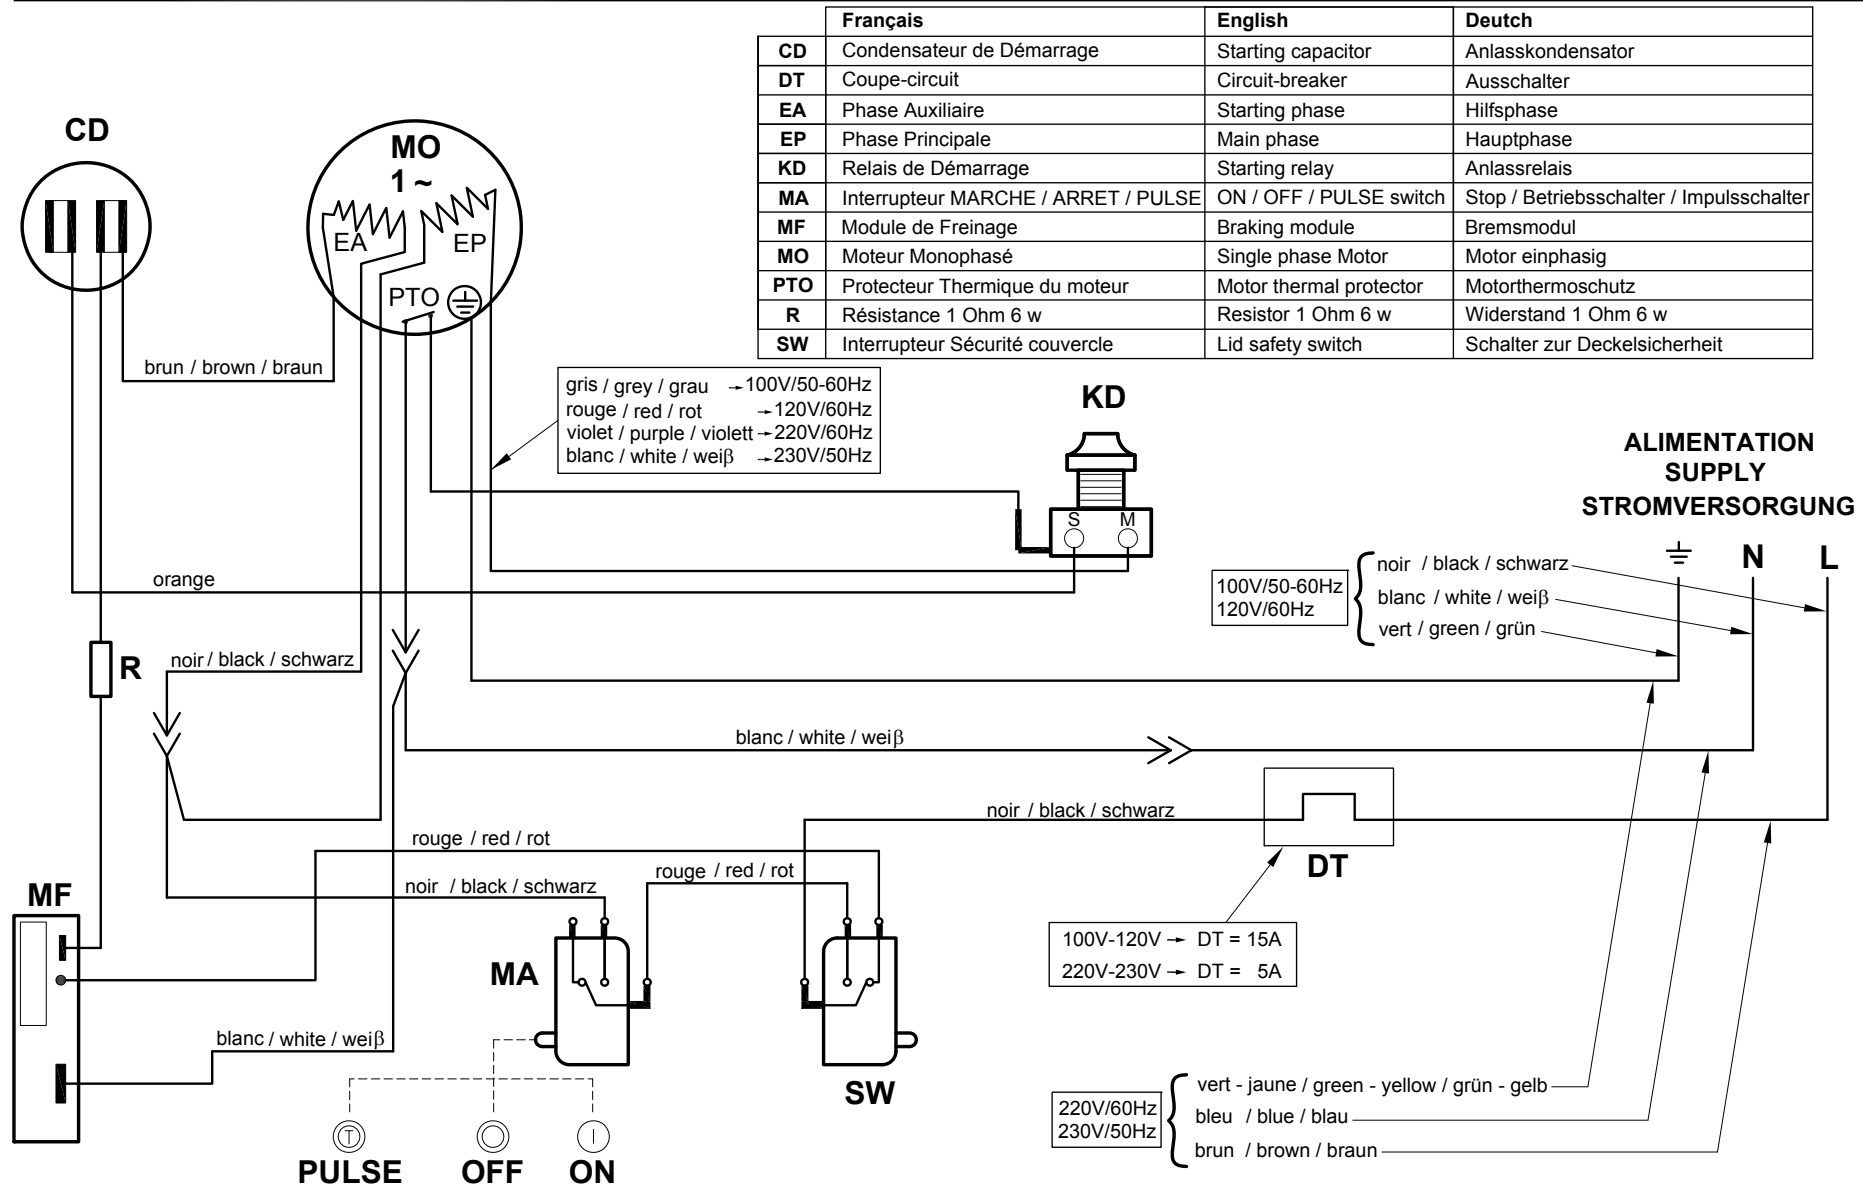 Français English Deutch
CD Condensateur de Démarrage Starting capacitor Anlasskondensator
DT Coupe-circuit Circuit-breaker Ausschalter
EA Phase Auxiliaire Starting phase Hilfsphase
EP Phase Principale Main phase Hauptphase
KD Relais de Démarrage Starting relay Anlassrelais
MA Interrupteur MARCHE / ARRET / PULSE ON / OFF / PULSE switch Stop / Betriebsschalter / Impulsschalter
MF Module de Freinage Braking module Bremsmodul
MO Moteur Monophasé Single phase Motor Motor einphasig
PTO Protecteur Thermique du moteur Motor thermal protector Motorthermoschutz
R Résistance 1 Ohm 6 w Resistor 1 Ohm 6 w Widerstand 1 Ohm 6 w
SW Interrupteur Sécurité couvercle Lid safety switch Schalter zur Deckelsicherheit
CD
MO
1 ~
EA
EP
PTO
brun / brown / braun
gris / grey / grau → 100V/50-60Hz
rouge / red / rot → 120V/60Hz
violet / purple / violett → 220V/60Hz
blanc / white / weiβ → 230V/50Hz
KD
S M
ALIMENTATION
SUPPLY
STROMVERSORGUNG
N L
100V/50-60Hz
120V/60Hz
noir / black / schwarz
blanc / white / weiβ
vert / green / grün
orange
R
noir / black / schwarz
blanc / white / weiβ
noir / black / schwarz
DT
rouge / red / rot
rouge / red / rot
noir / black / schwarz
MF
MA
SW
100V-120V → DT = 15A
220V-230V → DT = 5A
blanc / white / weiβ
220V/60Hz
230V/50Hz
vert - jaune / green - yellow / grün - gelb
bleu / blue / blau
brun / brown / braun
T
I
PULSE OFF ON